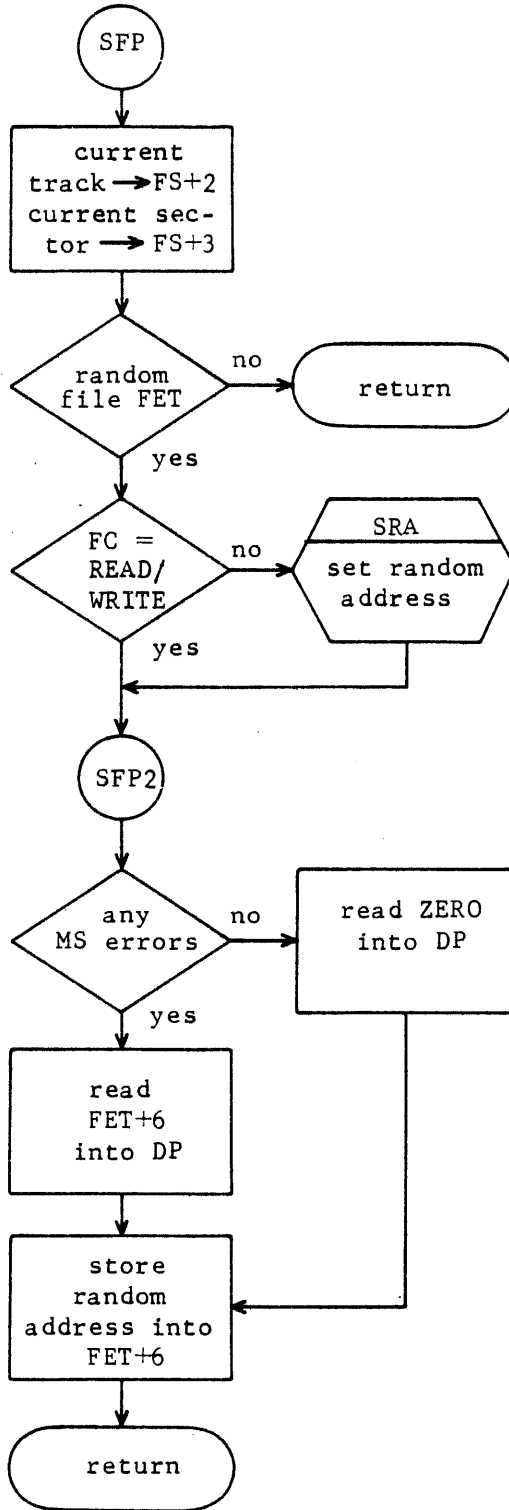 SFP
current
track → FS+2
current sec-
tor → FS+3
random
file FET
no
return
yes
FC =
READ/
WRITE
no
SRA
set random
address
yes
SFP2
any
MS errors
no
read ZERO
into DP
yes
read
FET+6
into DP
store
random
address into
FET+6
return